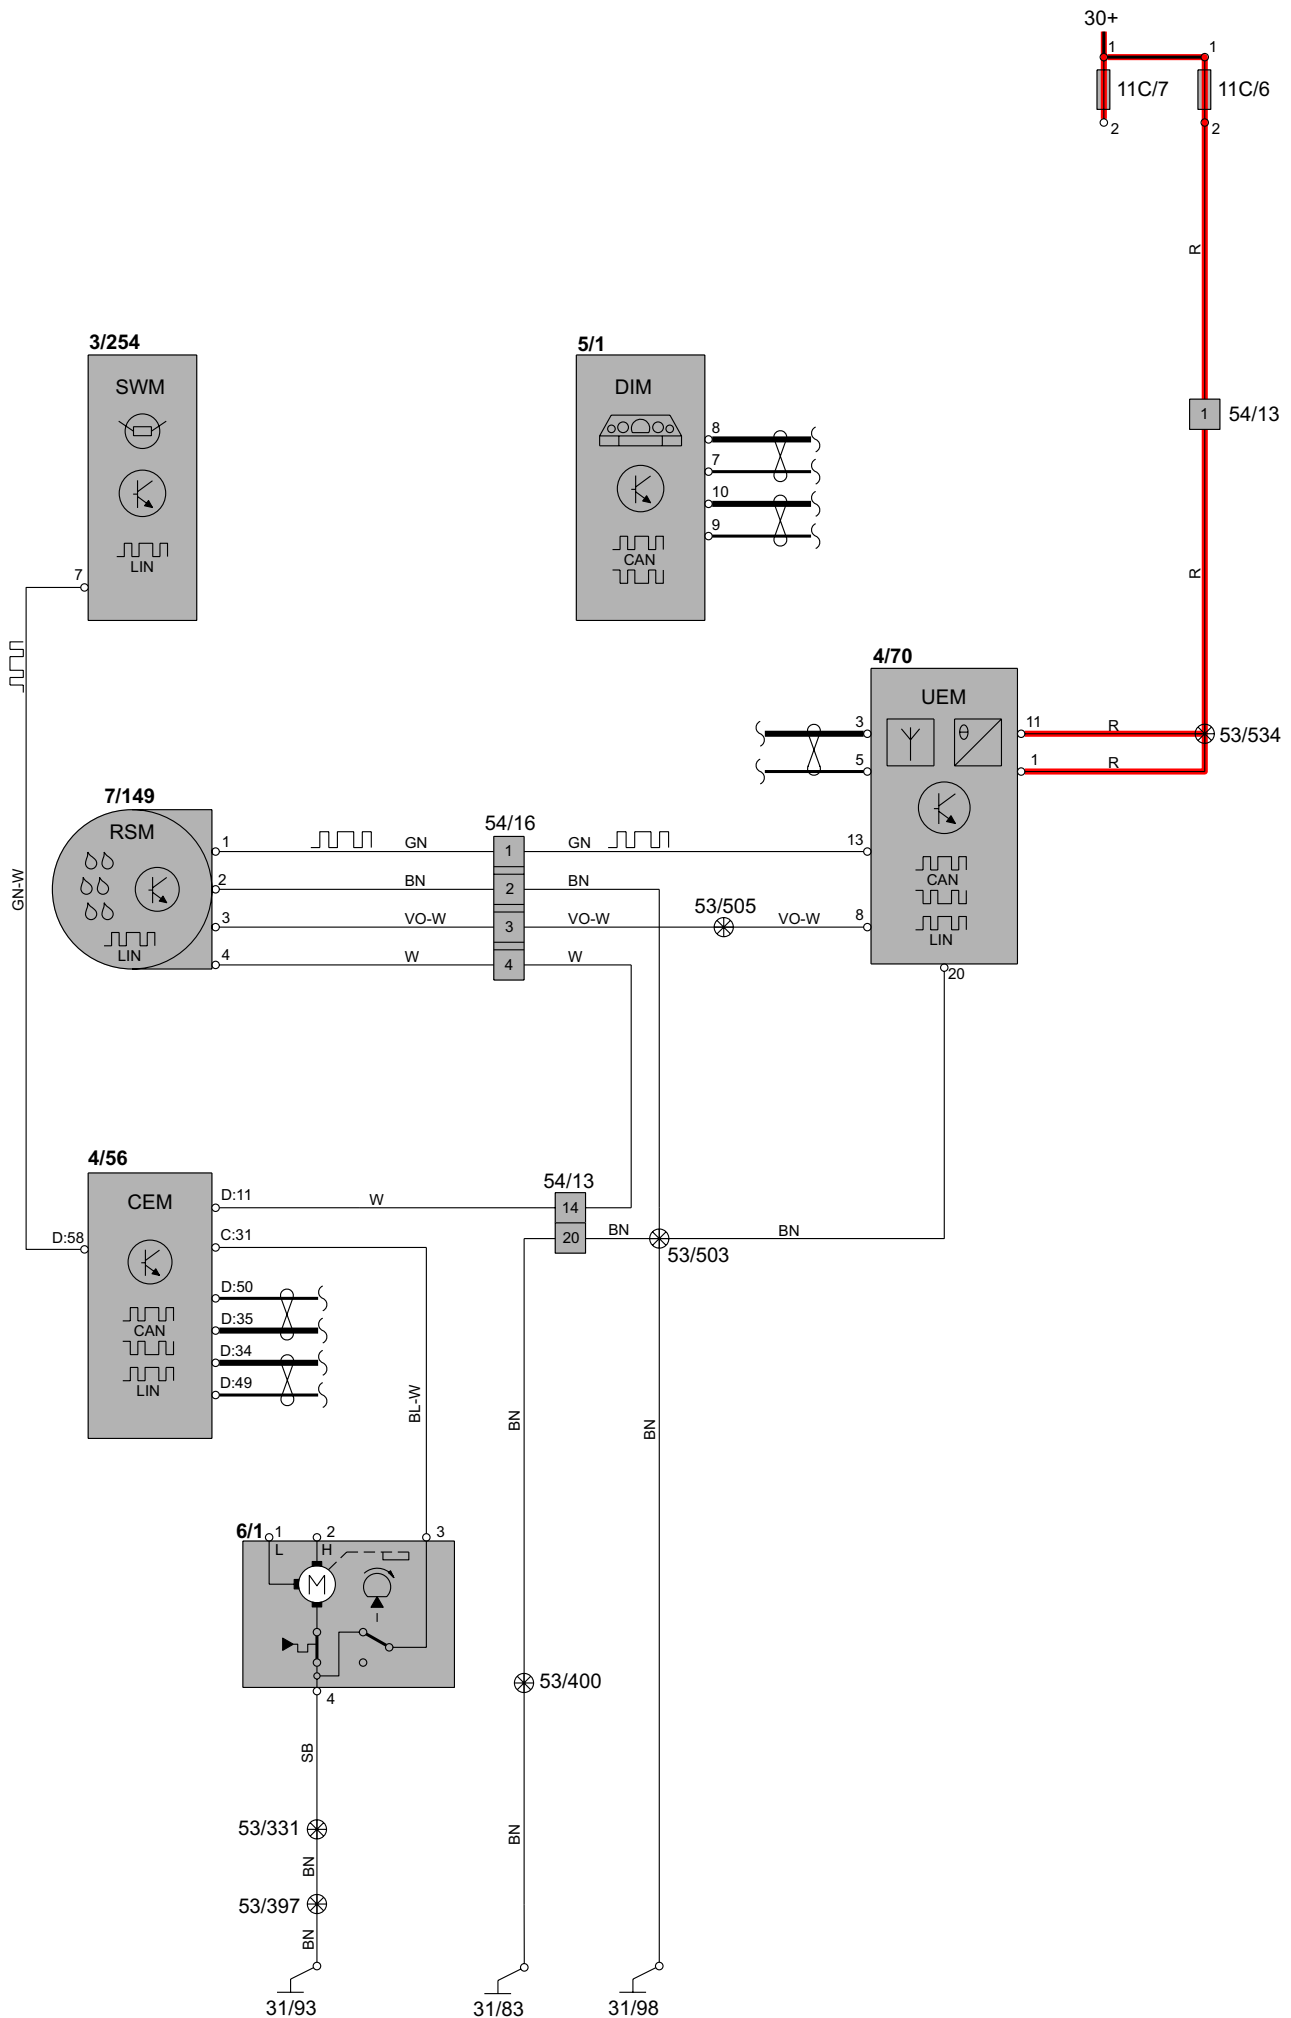 30+
1 1
11C/7 11C/6
2 2
R
3/254 5/1
SWM DIM
1 54/13
8
7
10
9
LIN CAN
7
R
4/70
UEM
3 11 R
θ
53/534
5 1 R
7/149
RSM 54/16
1 GN 1 GN 13
2 BN 2 BN
CAN
GN-W
53/505
3 VO-W 3 VO-W VO-W 8
LIN LIN
4 W 4 W
20
4/56 54/13
CEM D:11 W 14
D:58 C:31 20 BN BN
53/503
D:50
D:35
CAN
D:34
D:49
LIN
BL-W BN BN
6/1 1 2 3
L H
M
53/400
4
SB
53/331 BN
BN
53/397
BN
31/93 31/83 31/98